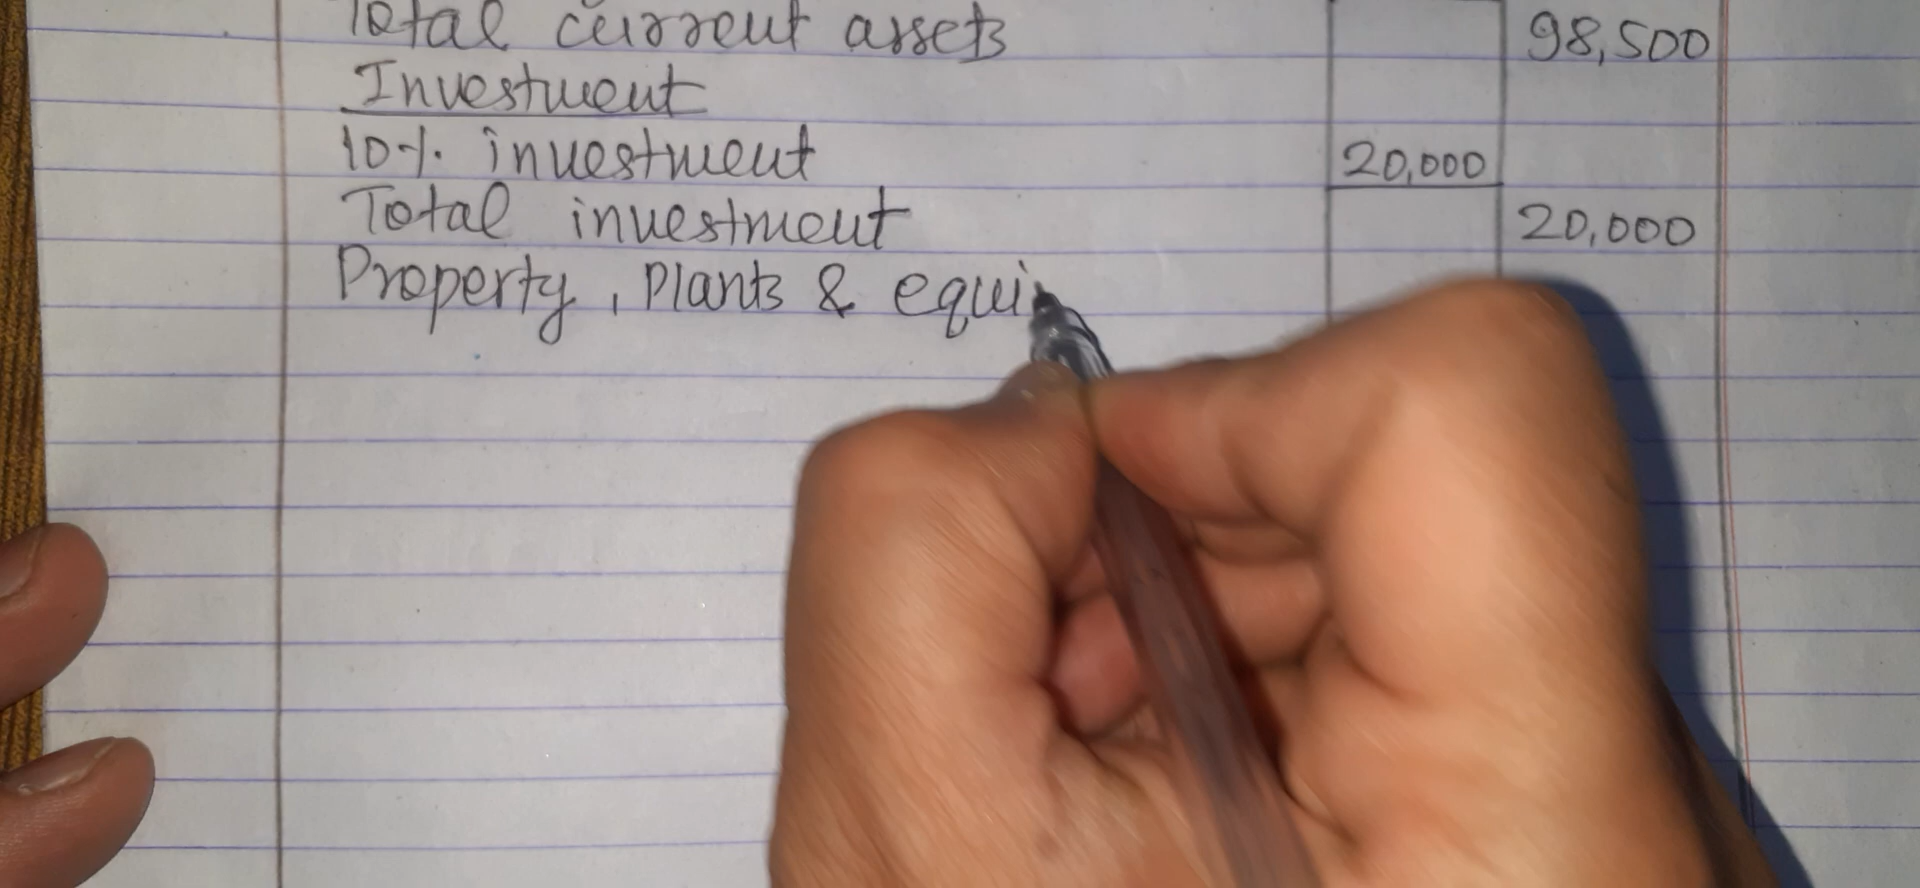 Total current assets 98,500
Investment
10% investment 20,000
Total investment 20,000
Property, Plants & equi